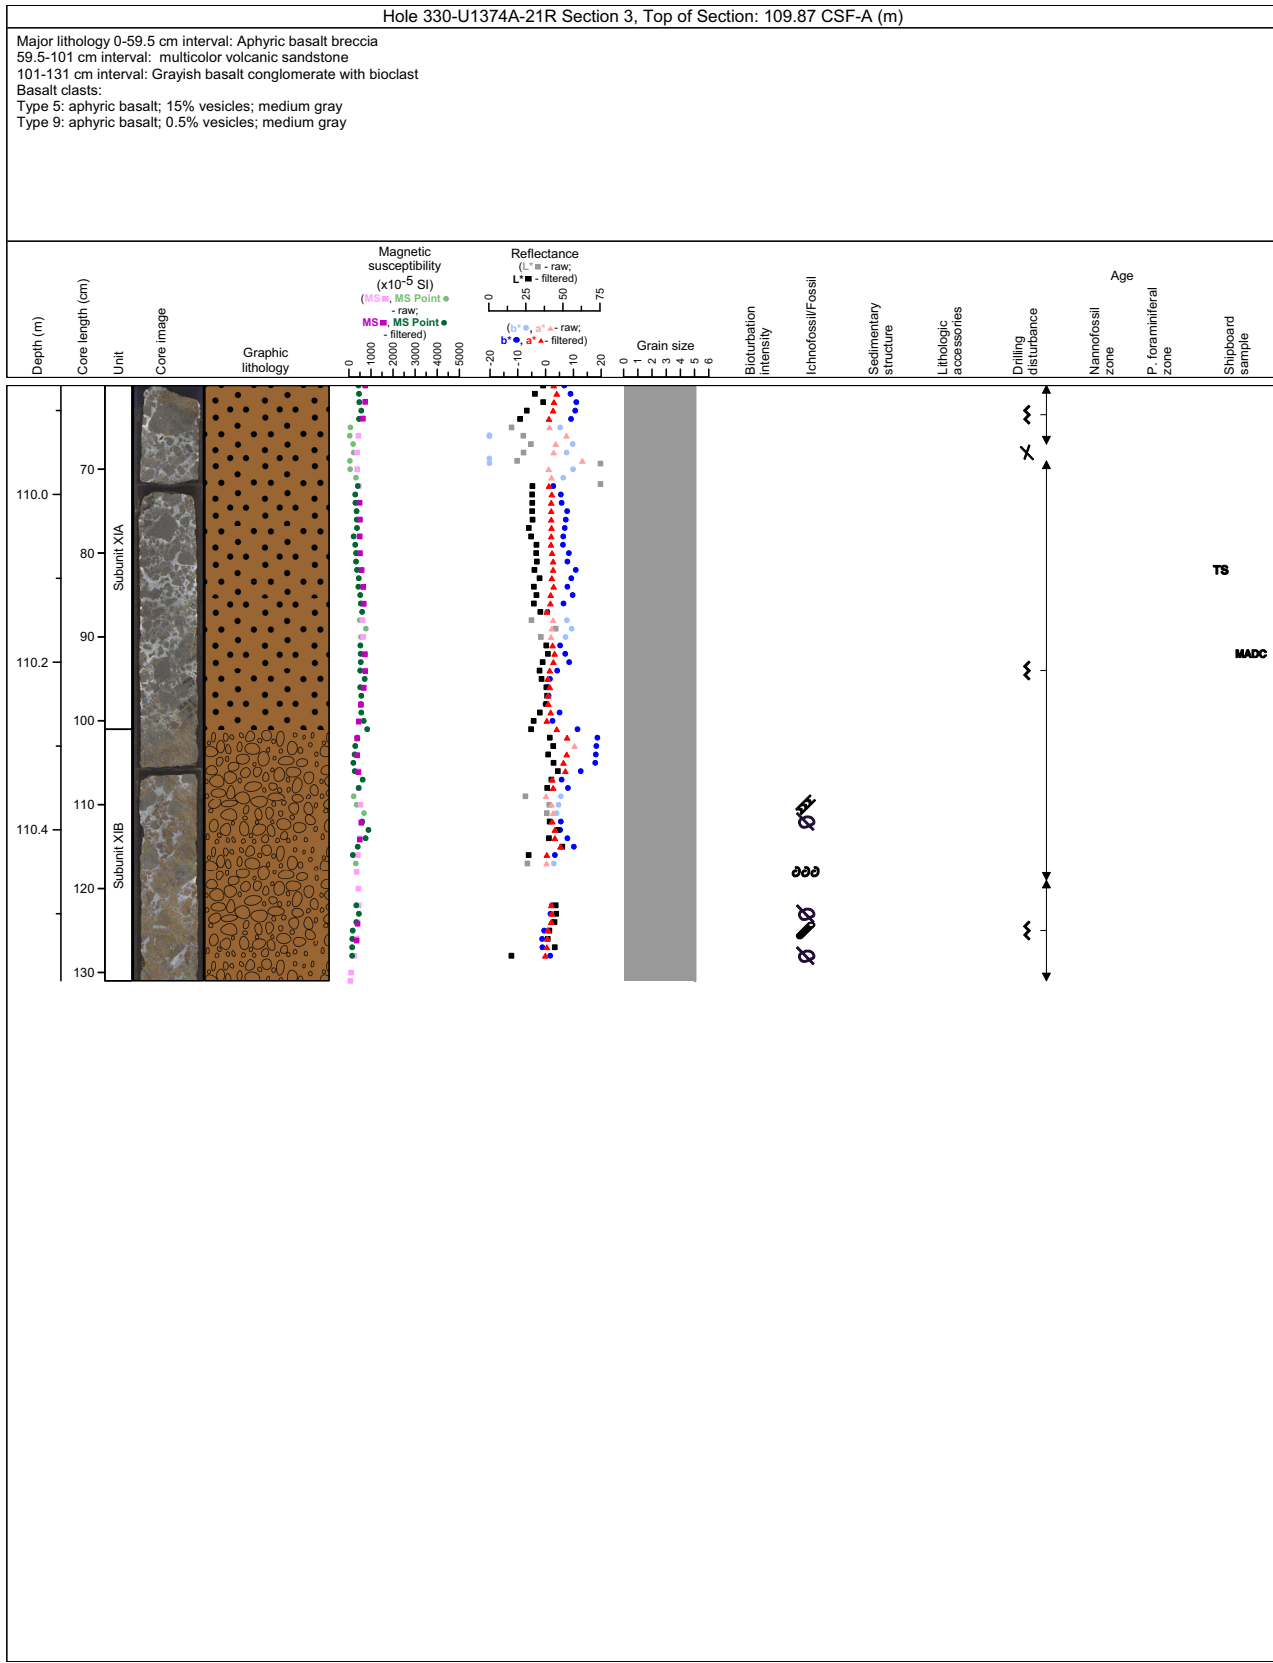 Hole 330-U1374A-21R Section 3, Top of Section: 109.87 CSF-A (m)
Major lithology 0-59.5 cm interval: Aphyric basalt breccia
59.5-101 cm interval:  multicolor volcanic sandstone
101-131 cm interval: Grayish basalt conglomerate with bioclast
Basalt clasts:
Type 5: aphyric basalt; 15% vesicles; medium gray
Type 9: aphyric basalt; 0.5% vesicles; medium gray
Depth (m)
Core length (cm)
Unit
Core image
Graphic
lithology
Magnetic
susceptibility
(x10-5 SI)
(MS■, MS Point●
- raw;
MS■, MS Point●
- filtered)
0
1000
2000
3000
4000
5000
Reflectance
(L*■ - raw;
L*■ - filtered)
0
25
50
75
(b*●, a*▲- raw;
b*●, a*▲- filtered)
-20
-10
0
10
20
Grain size
0
1
2
3
4
5
6
Bioturbation
intensity
Ichnofossil/Fossil
Sedimentary
structure
Lithologic
accessories
Drilling
disturbance
Age
Nannofossil
zone
P. foraminiferal
zone
Shipboard
sample
70
110.0
80
Subunit XIA
TS
90
110.2
MADC
100
110
110.4
Subunit XIB
120
130